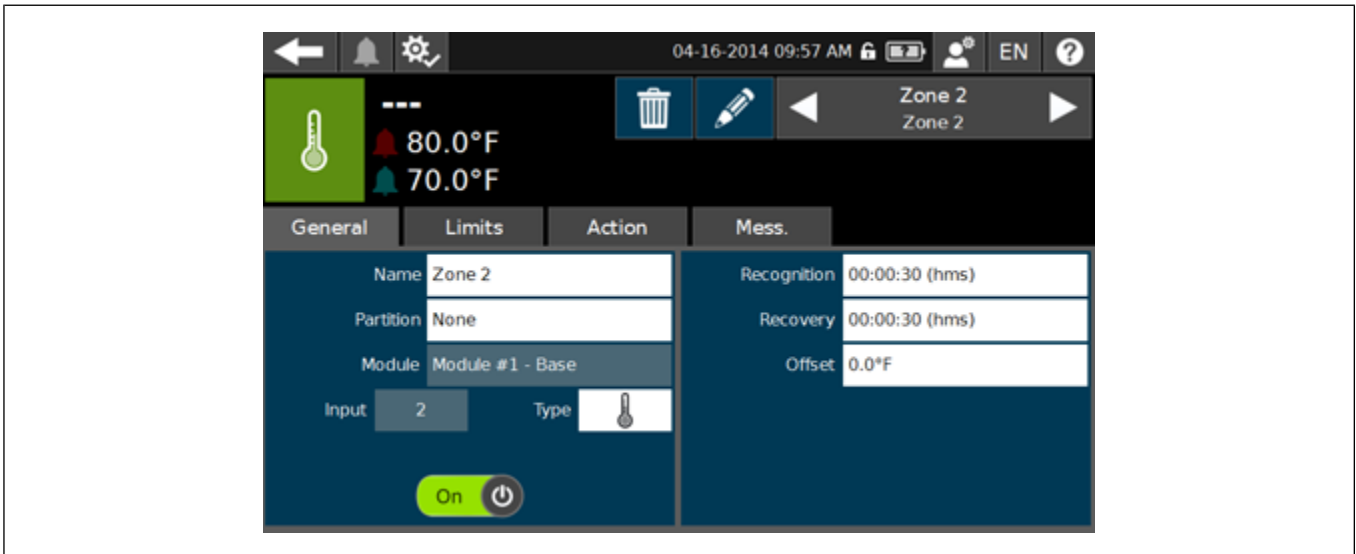 04-16-2014 09:57 AM EN ?
---
80.0°F
70.0°F
Zone 2
Zone 2
General Limits Action Mess.
Name Zone 2
Partition None
Module Module #1 - Base
Input 2 Type
On
Recognition 00:00:30 (hms)
Recovery 00:00:30 (hms)
Offset 0.0°F